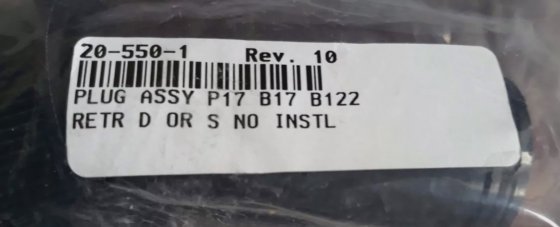 20-550-1 Rev. 10
PLUG ASSY P17 B17 B122
RETR D OR S NO INSTL